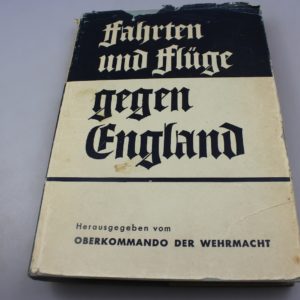 Fahrten
und Flüge
gegen
England
Herausgegeben vom
OBERKOMMANDO DER WEHRMACHT